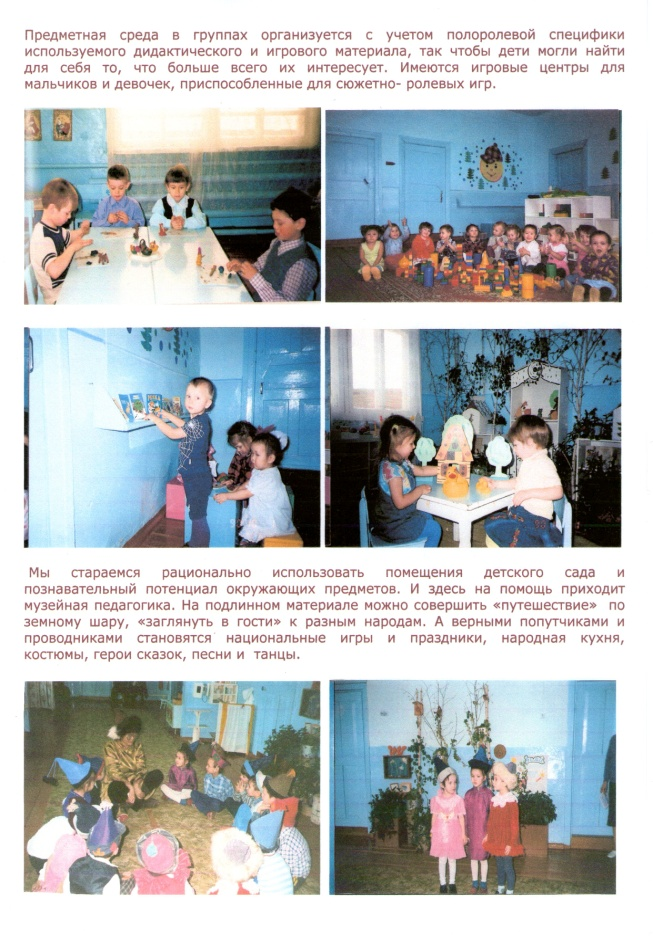 Предметная среда в группах организуется с учетом полоролевой специфики
используемого дидактического и игрового материала, так чтобы дети могли найти
для себя то, что больше всего их интересует. Имеются игровые центры для
мальчиков и девочек, приспособленные для сюжетно- ролевых игр.
Мы стараемся рационально использовать помещения детского сада и
познавательный потенциал окружающих предметов. И здесь на помощь приходит
музейная педагогика. На подлинном материале можно совершить «путешествие» по
земному шару, «заглянуть в гости» к разным народам. А верными попутчиками и
проводниками становятся национальные игры и праздники, народная кухня,
костюмы, герои сказок, песни и танцы.